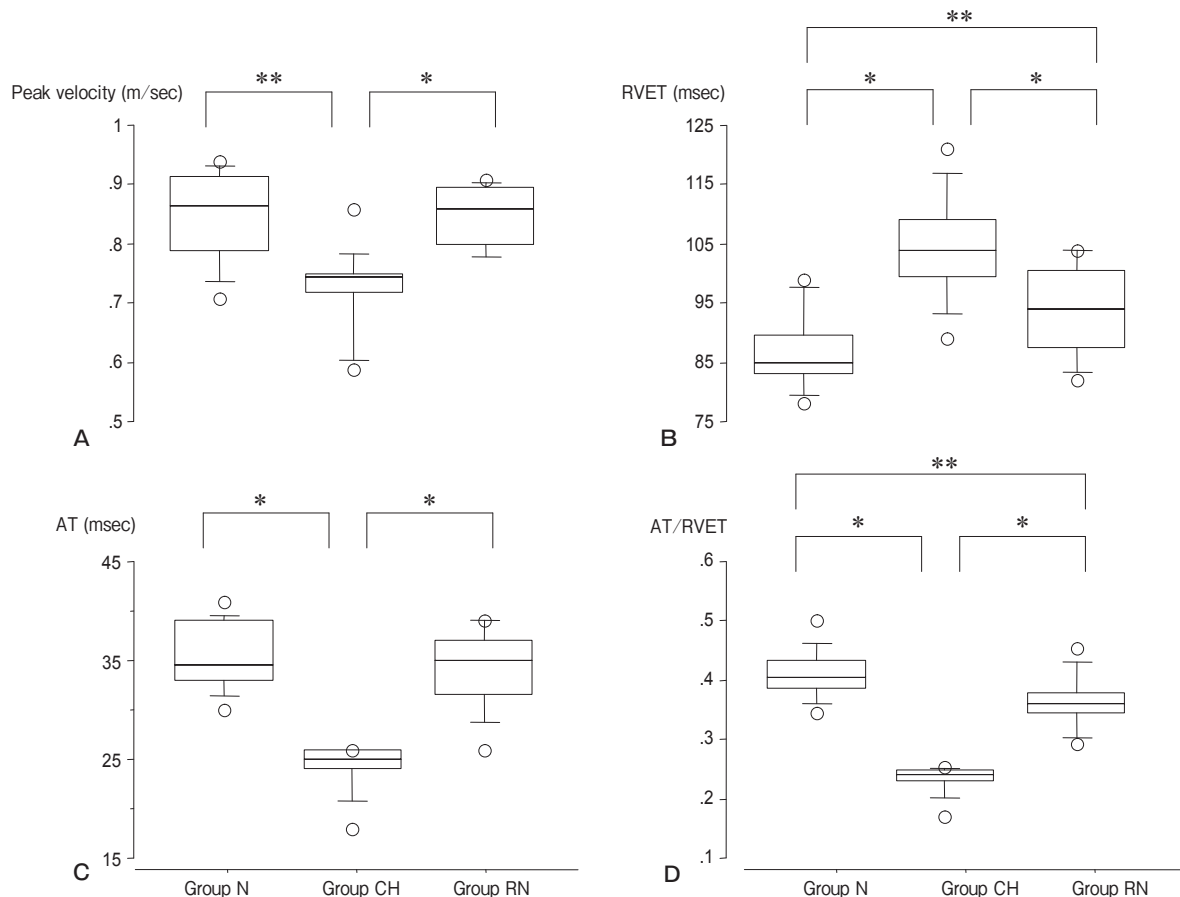 **
Peak velocity (m/sec) ** *
RVET (msec) * *
1
.9
.8
.7
.6
.5
A
125
115
105
95
85
75
B
**
AT (msec) * *
AT/RVET * *
45
35
25
15
C
.6
.5
.4
.3
.2
.1
D
Group N Group CH Group RN
Group N Group CH Group RN